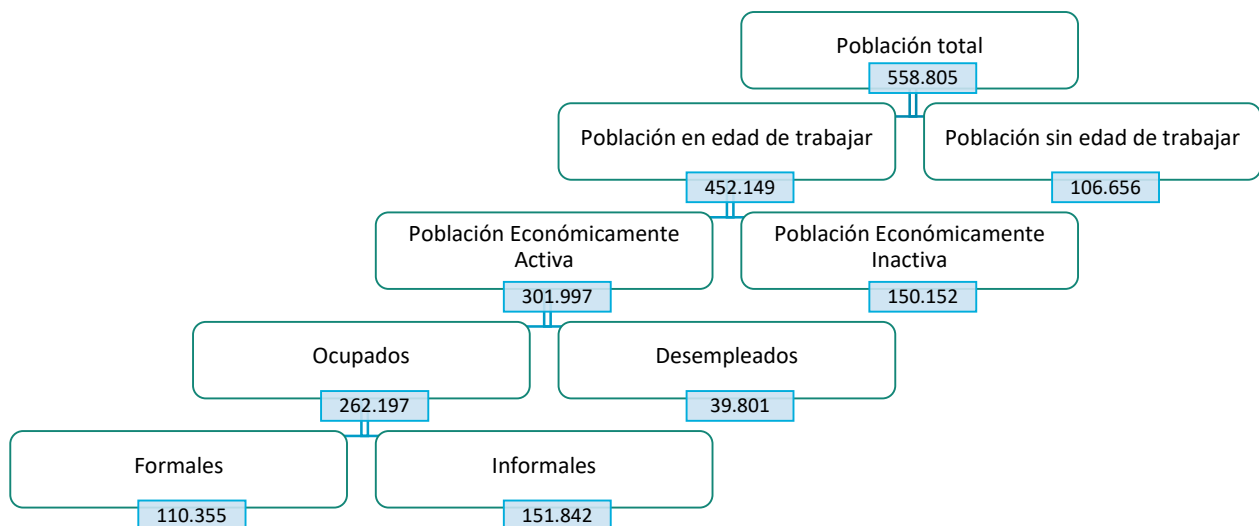 Población total
558.805
Población en edad de trabajar
452.149
Población sin edad de trabajar
106.656
Población Económicamente
Activa
301.997
Población Económicamente
Inactiva
150.152
Ocupados
262.197
Desempleados
39.801
Formales
110.355
Informales
151.842